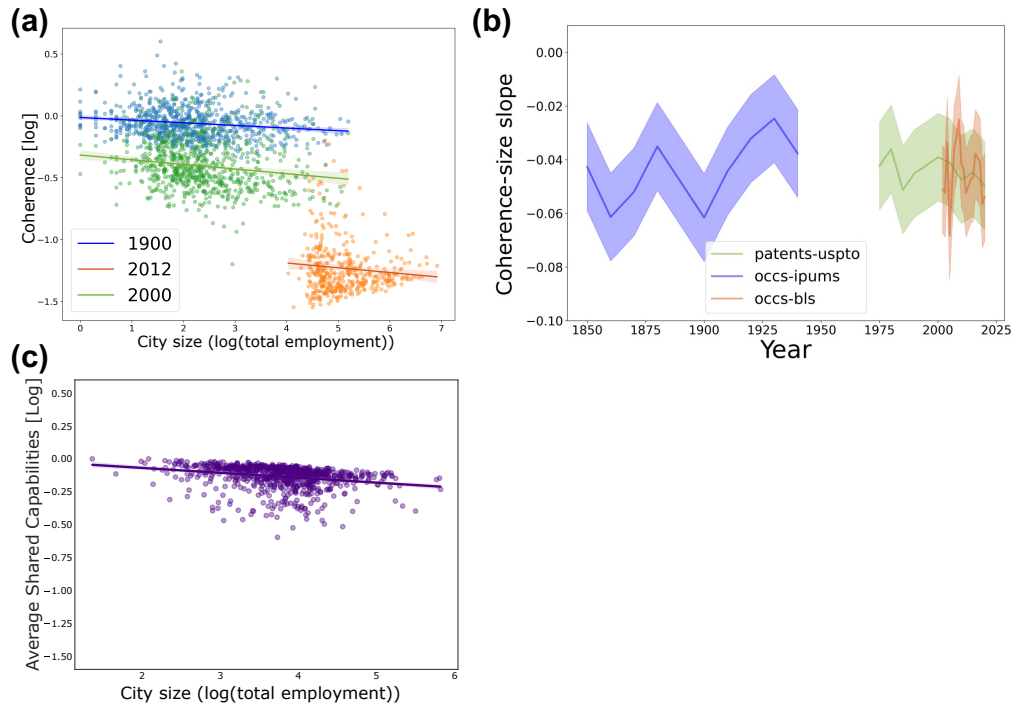 (a)
Coherence [log]
0.5
0.0
−0.5
−1.0
−1.5
0 1 2 3 4 5 6 7
City size (log(total employment))
1900
2012
2000
(b)
Coherence-size slope
0.00
−0.02
−0.04
−0.06
−0.08
−0.10
1850 1875 1900 1925 1950 1975 2000 2025
Year
patents-uspto
occs-ipums
occs-bls
(c)
Average Shared Capabilities [Log]
0.50
0.25
0.00
−0.25
−0.50
−0.75
−1.00
−1.25
−1.50
2 3 4 5 6
City size (log(total employment))